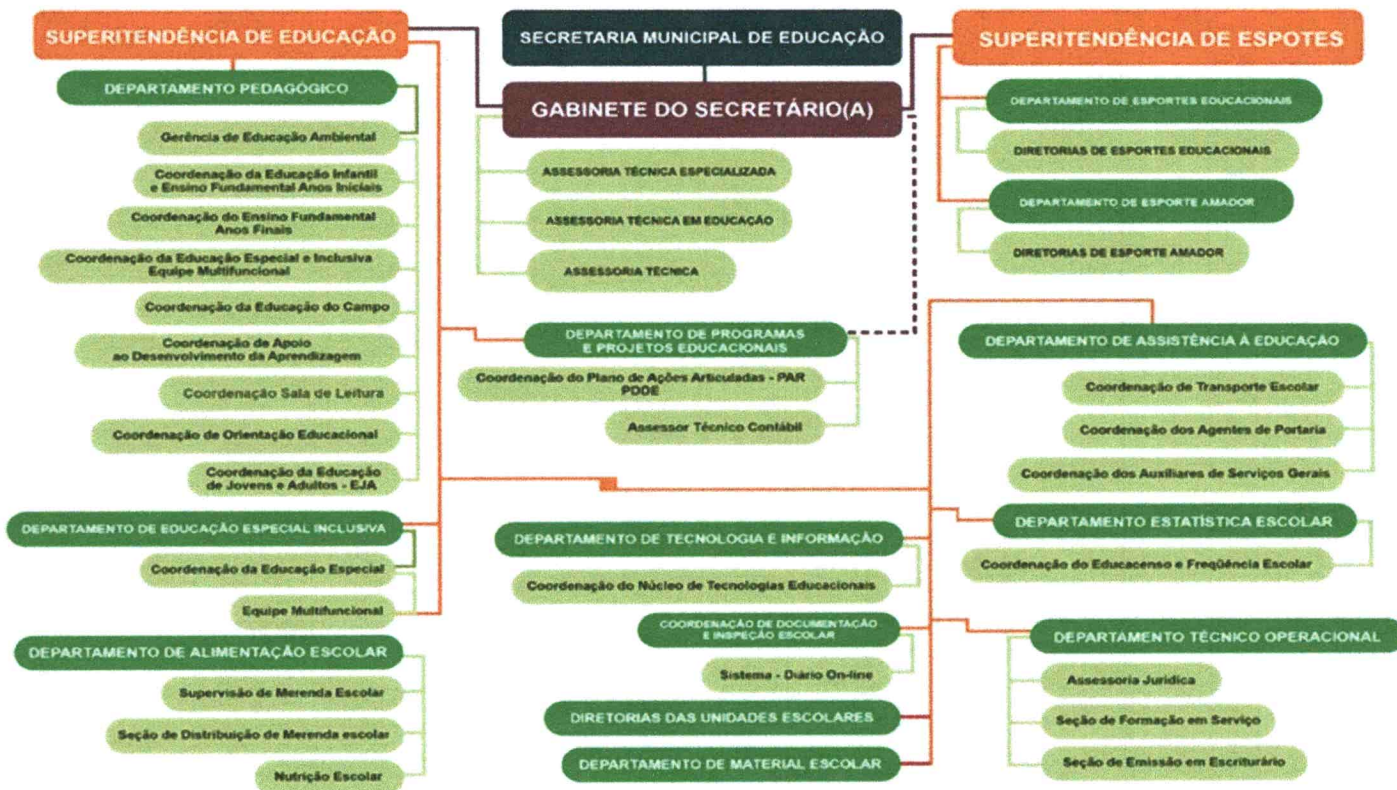 SUPERITENDÊNCIA DE EDUCAÇÃO
DEPARTAMENTO PEDAGÓGICO
Gerência de Educação Ambiental
Coordenação da Educação Infantil
e Ensino Fundamental Anos Iniciais
Coordenação do Ensino Fundamental
Anos Finais
Coordenação da Educação Especial e Inclusiva
Equipe Multifuncional
Coordenação da Educação do Campo
Coordenação de Apoio
ao Desenvolvimento da Aprendizagem
Coordenação Sala de Leitura
Coordenação de Orientação Educacional
Coordenação da Educação
de Jovens e Adultos - EJA
DEPARTAMENTO DE EDUCAÇÃO ESPECIAL INCLUSIVA
Coordenação da Educação Especial
Equipe Multifuncional
DEPARTAMENTO DE ALIMENTAÇÃO ESCOLAR
Supervisão de Merenda Escolar
Seção de Distribuição de Merenda escolar
Nutrição Escolar
SECRETARIA MUNICIPAL DE EDUCAÇÃO
GABINETE DO SECRETÁRIO(A)
ASSESSORIA TÉCNICA ESPECIALIZADA
ASSESSORIA TÉCNICA EM EDUCAÇÃO
ASSESSORIA TÉCNICA
DEPARTAMENTO DE PROGRAMAS
E PROJETOS EDUCACIONAIS
Coordenação do Plano de Ações Articuladas - PAR
PDDE
Assessor Técnico Contábil
DEPARTAMENTO DE TECNOLOGIA E INFORMAÇÃO
Coordenação do Núcleo de Tecnologias Educacionais
COORDENAÇÃO DE DOCUMENTAÇÃO
E INSPEÇÃO ESCOLAR
Sistema - Diário On-line
DIRETORIAS DAS UNIDADES ESCOLARES
DEPARTAMENTO DE MATERIAL ESCOLAR
SUPERITENDÊNCIA DE ESPOTES
DEPARTAMENTO DE ESPORTES EDUCACIONAIS
DIRETORIAS DE ESPORTES EDUCACIONAIS
DEPARTAMENTO DE ESPORTE AMADOR
DIRETORIAS DE ESPORTE AMADOR
DEPARTAMENTO DE ASSISTÊNCIA À EDUCAÇÃO
Coordenação de Transporte Escolar
Coordenação dos Agentes de Portaria
Coordenação dos Auxiliares de Serviços Gerais
DEPARTAMENTO ESTATÍSTICA ESCOLAR
Coordenação do Educacenso e Freqüência Escolar
DEPARTAMENTO TÉCNICO OPERACIONAL
Assessoria Jurídica
Seção de Formação em Serviço
Seção de Emissão em Escriturário